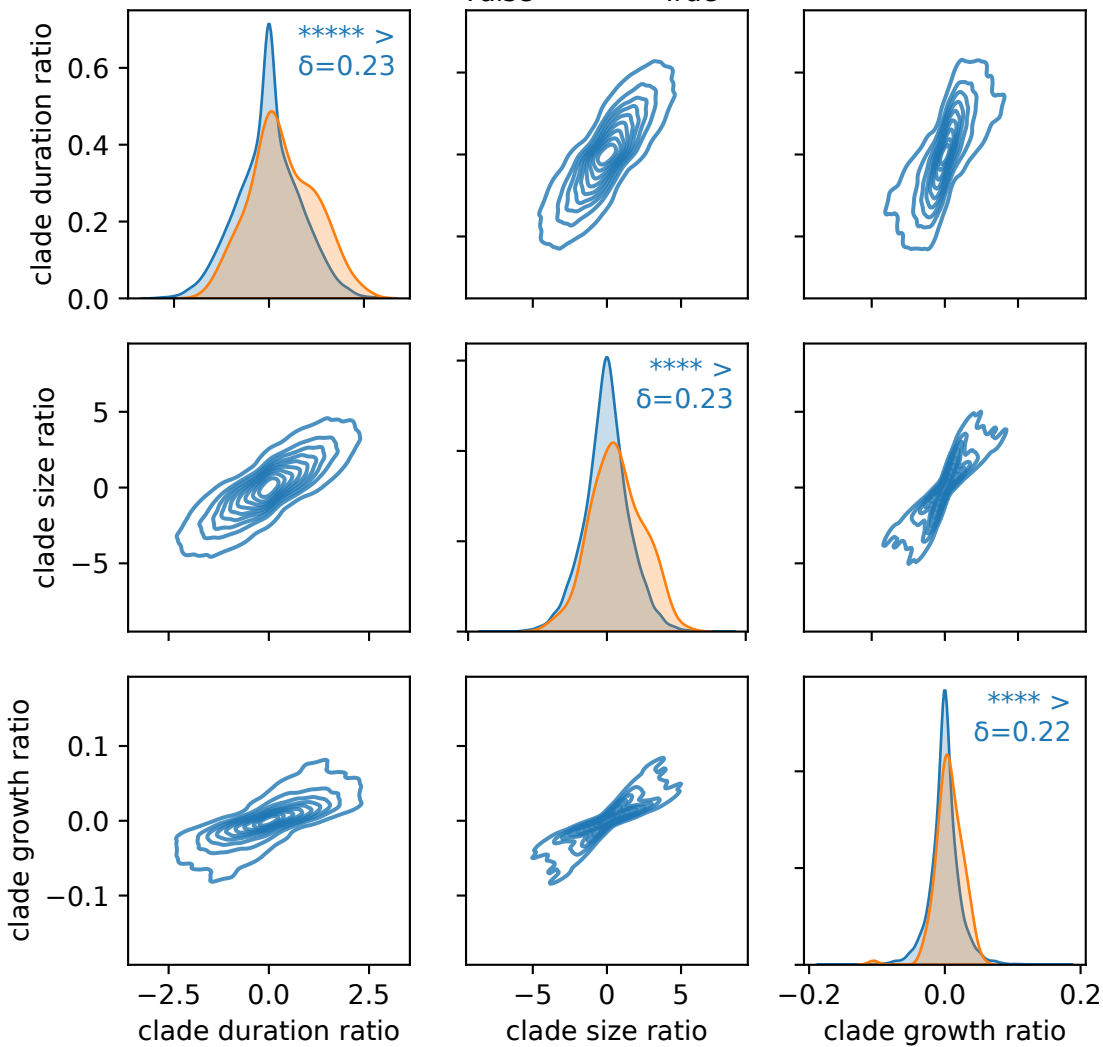 clade duration ratio
0.6
0.4
0.2
0.0
***** >
δ=0.23
clade size ratio
5
0
−5
**** >
δ=0.23
clade growth ratio
0.1
0.0
−0.1
**** >
δ=0.22
−2.5 0.0 2.5
−5 0 5
−0.2 0.0 0.2
clade duration ratio
clade size ratio
clade growth ratio